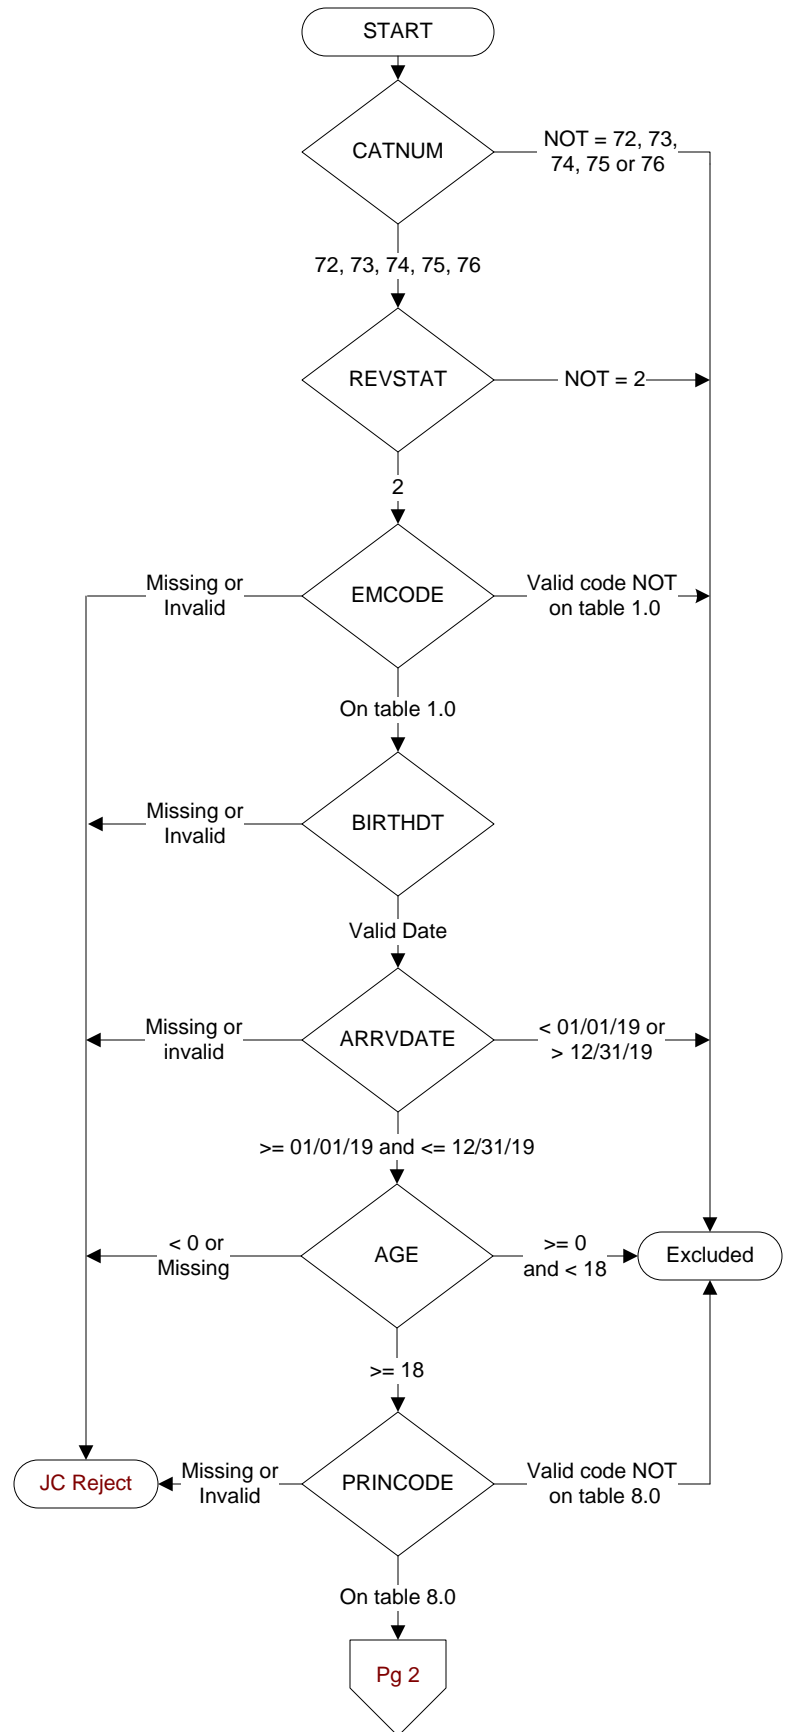 START
CATNUM
NOT = 72, 73,
74, 75 or 76
72, 73, 74, 75, 76
REVSTAT
NOT = 2
2
Missing or
Invalid
EMCODE
Valid code NOT
on table 1.0
On table 1.0
Missing or
Invalid
BIRTHDT
Valid Date
Missing or
invalid
ARRVDATE
< 01/01/19 or
> 12/31/19
>= 01/01/19 and <= 12/31/19
< 0 or
Missing
AGE
>= 0
and < 18
Excluded
>= 18
JC Reject
Missing or
Invalid
PRINCODE
Valid code NOT
on table 8.0
On table 8.0
Pg 2